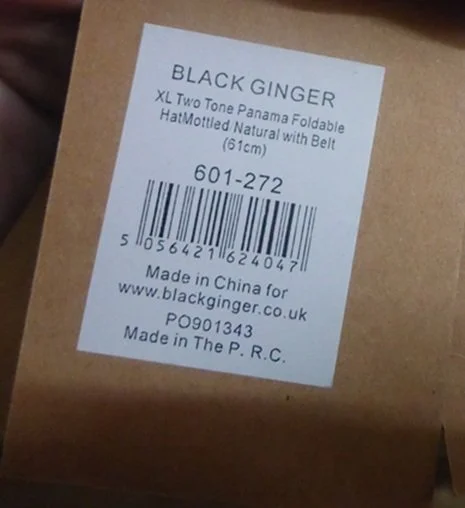 BLACK GINGER
XL Two Tone Panama Foldable
HatMottled Natural with Belt
(61cm)
601-272
5 056421 624047
Made in China for
www.blackginger.co.uk
PO901343
Made in The P. R. C.